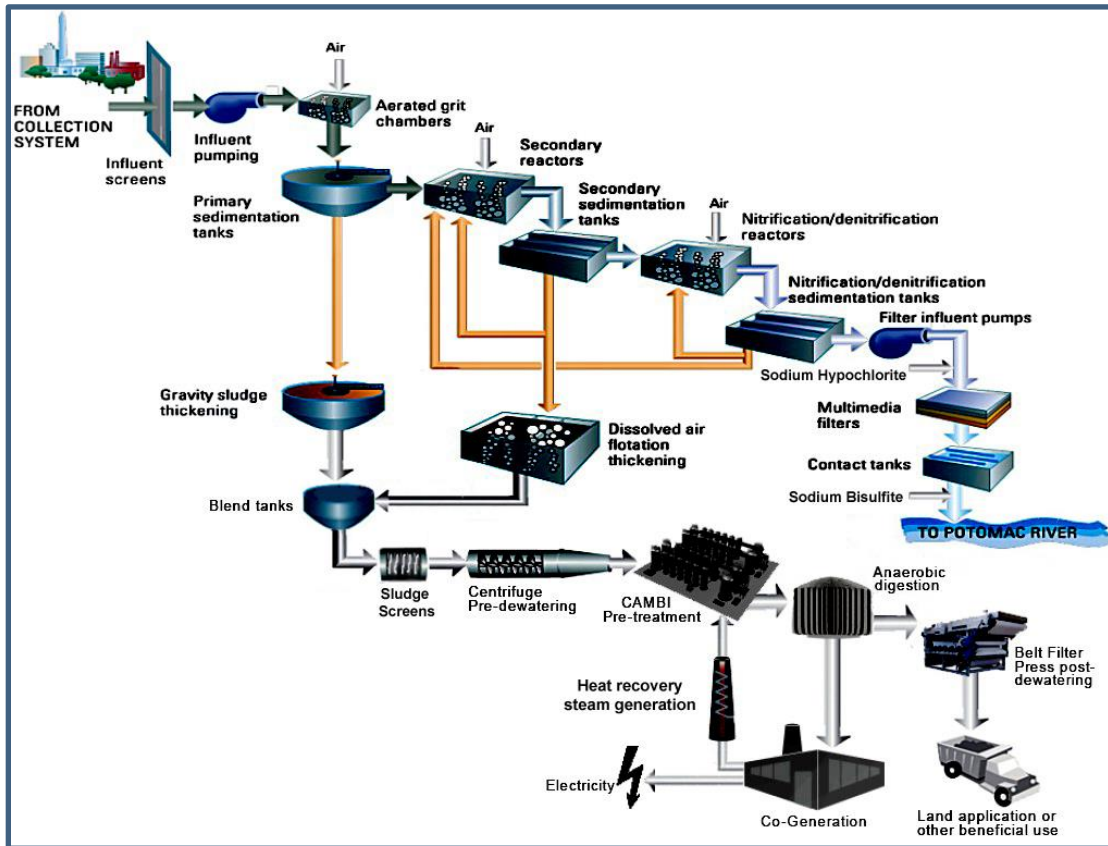 Air
FROM
COLLECTION
SYSTEM
Influent
screens
Influent
pumping
Aerated grit
chambers
Primary
sedimentation
tanks
Air
Secondary
reactors
Secondary
sedimentation
tanks
Air
Nitrification/denitrification
reactors
Nitrification/denitrification
sedimentation tanks
Filter influent pumps
Sodium Hypochlorite
Multimedia
filters
Contact tanks
Sodium Bisulfite
TO POTOMAC RIVER
Gravity sludge
thickening
Dissolved air
flotation
thickening
Blend tanks
Sludge
Screens
Centrifuge
Pre-dewatering
CAMBI
Pre-treatment
Anaerobic
digestion
Belt Filter
Press post-
dewatering
Heat recovery
steam generation
Electricity
Co-Generation
Land application or
other beneficial use